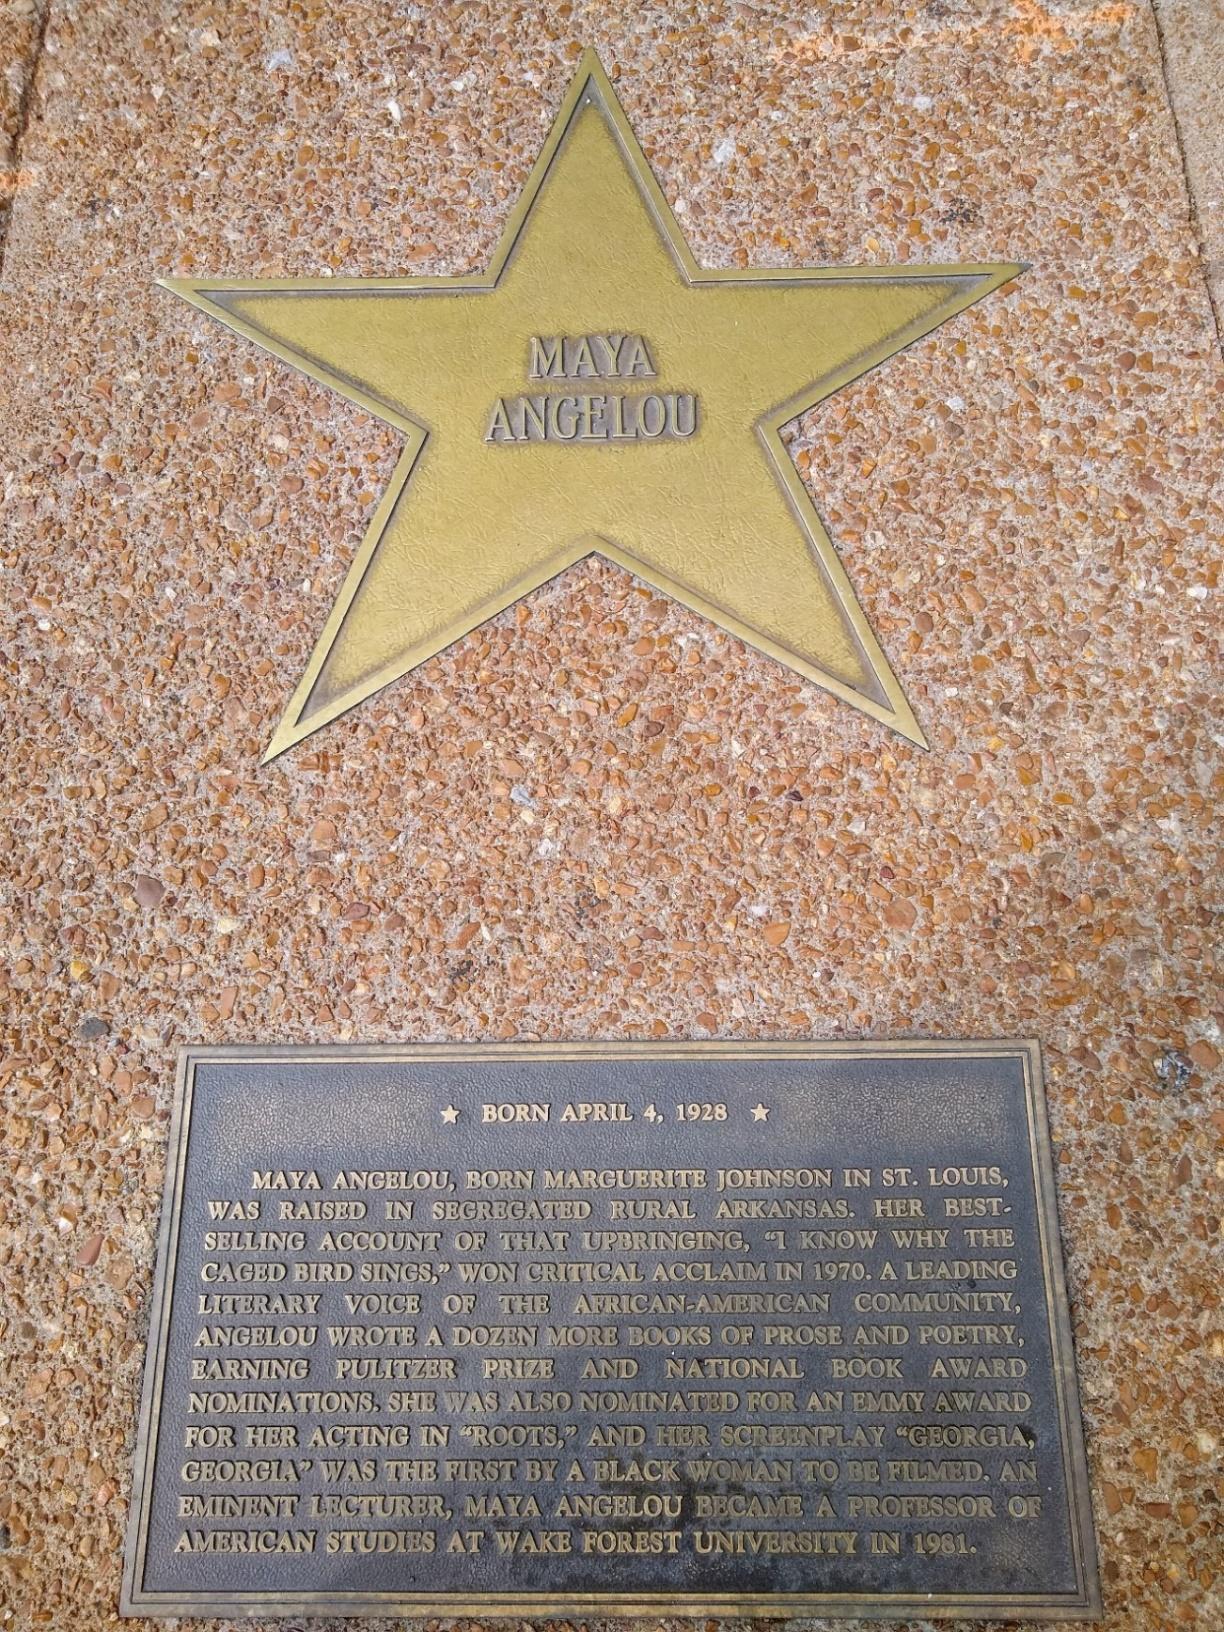 MAYA
ANGELOU
★ BORN APRIL 4, 1928 ★
MAYA ANGELOU, BORN MARGUERITE JOHNSON IN ST. LOUIS,
WAS RAISED IN SEGREGATED RURAL ARKANSAS. HER BEST-
SELLING ACCOUNT OF THAT UPBRINGING, “I KNOW WHY THE
CAGED BIRD SINGS,” WON CRITICAL ACCLAIM IN 1970. A LEADING
LITERARY VOICE OF THE AFRICAN-AMERICAN COMMUNITY,
ANGELOU WROTE A DOZEN MORE BOOKS OF PROSE AND POETRY,
EARNING PULITZER PRIZE AND NATIONAL BOOK AWARD
NOMINATIONS. SHE WAS ALSO NOMINATED FOR AN EMMY AWARD
FOR HER ACTING IN “ROOTS,” AND HER SCREENPLAY “GEORGIA,
GEORGIA” WAS THE FIRST BY A BLACK WOMAN TO BE FILMED. AN
EMINENT LECTURER, MAYA ANGELOU BECAME A PROFESSOR OF
AMERICAN STUDIES AT WAKE FOREST UNIVERSITY IN 1981.